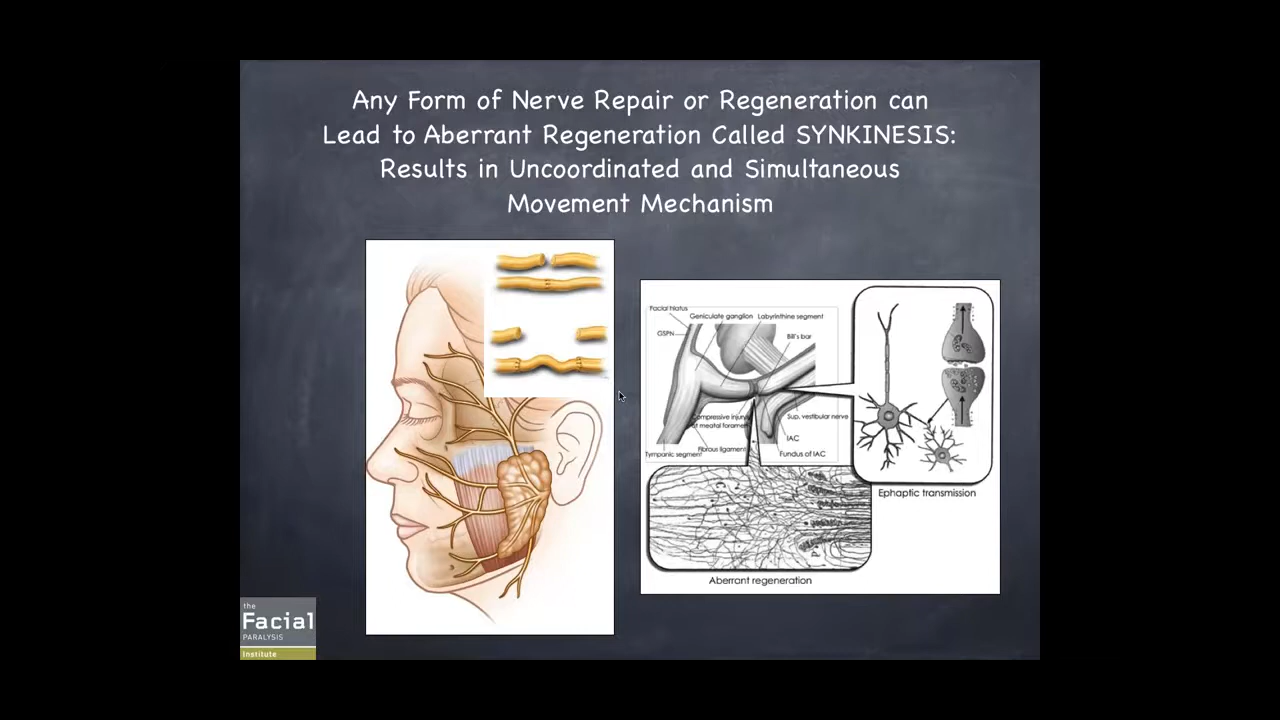 Any Form of Nerve Repair or Regeneration can
Lead to Aberrant Regeneration Called SYNKINESIS:
Results in Uncoordinated and Simultaneous
Movement Mechanism
Facial hiatus
Geniculate ganglion
Labyrinthine segment
GSPN
Bill's bar
Compressive injury
at meatal foramen
Sup. vestibular nerve
IAC
Fibrous ligament
Tympanic segment
Fundus of IAC
Ephaptic transmission
Aberrant regeneration
the
Facial
PARALYSIS
Institute